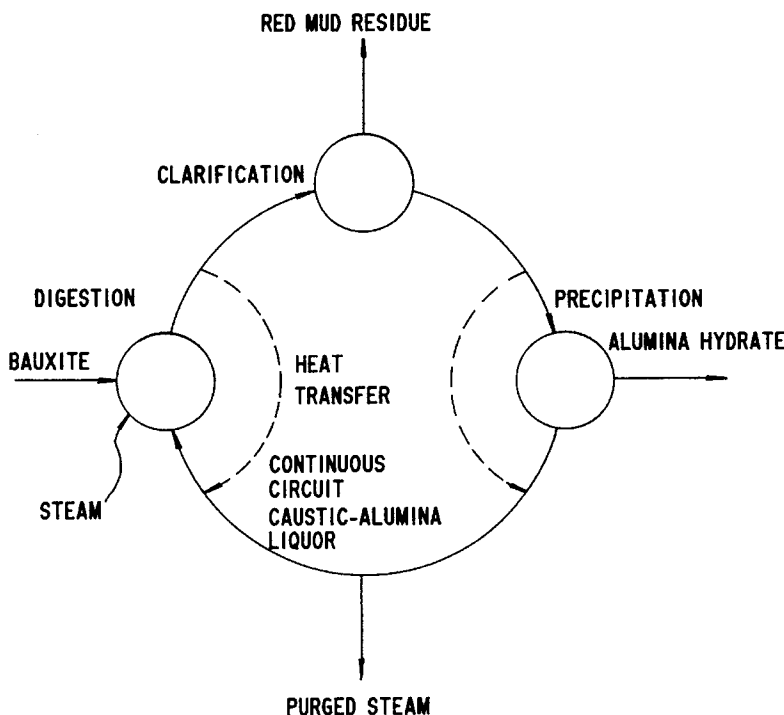 RED MUD RESIDUE
CLARIFICATION
DIGESTION
PRECIPITATION
BAUXITE
ALUMINA HYDRATE
HEAT
TRANSFER
CONTINUOUS
CIRCUIT
CAUSTIC-ALUMINA
LIQUOR
STEAM
PURGED STEAM